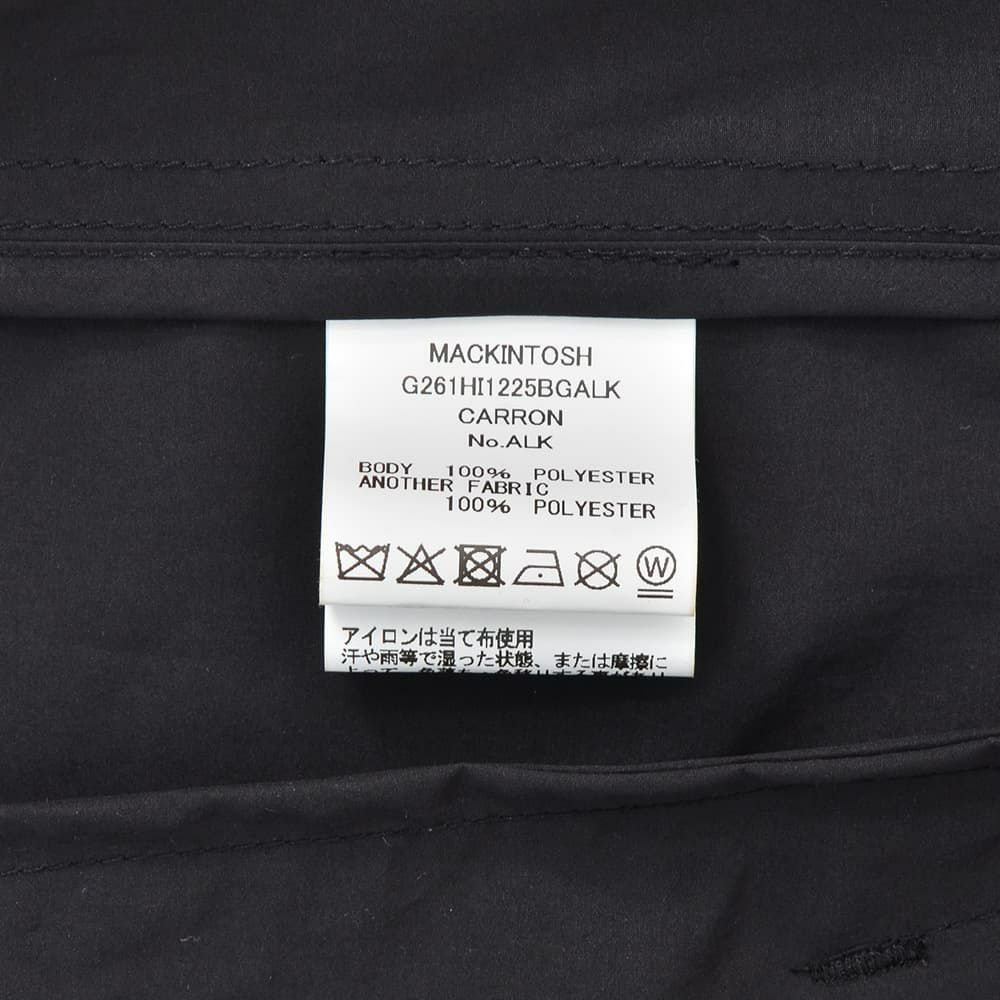 MACKINTOSH
G261HI1225BGALK
CARRON
No.ALK
BODY 100% POLYESTER
ANOTHER FABRIC
100% POLYESTER
W
アイロンは当て布使用
汗や雨等で湿った状態、または摩擦に